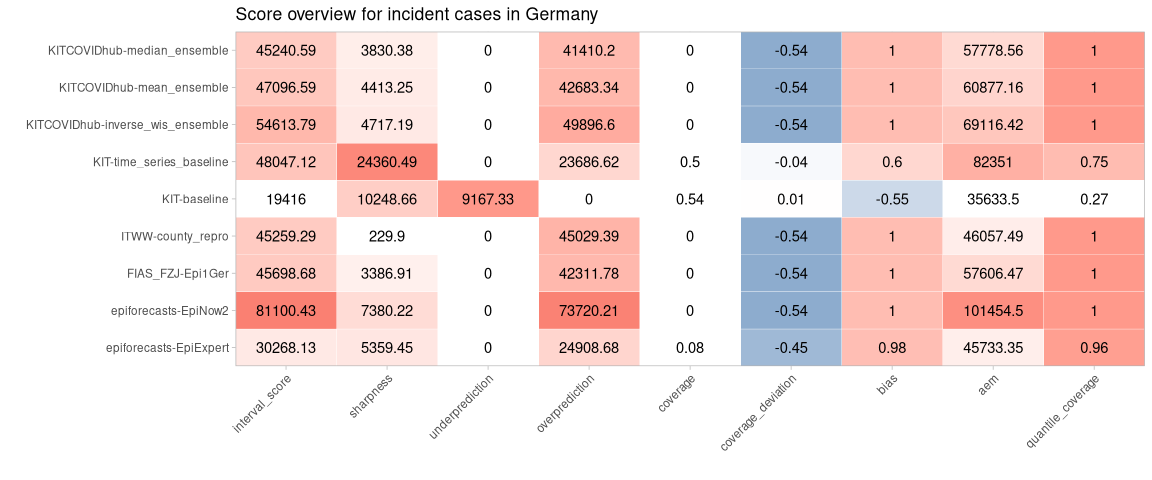 Score overview for incident cases in Germany
KITCOVIDhub-median_ensemble 45240.59 3830.38 0 41410.2 0 -0.54 1 57778.56 1
KITCOVIDhub-mean_ensemble 47096.59 4413.25 0 42683.34 0 -0.54 1 60877.16 1
KITCOVIDhub-inverse_wis_ensemble 54613.79 4717.19 0 49896.6 0 -0.54 1 69116.42 1
KIT-time_series_baseline 48047.12 24360.49 0 23686.62 0.5 -0.04 0.6 82351 0.75
KIT-baseline 19416 10248.66 9167.33 0 0.54 0.01 -0.55 35633.5 0.27
ITWW-county_repro 45259.29 229.9 0 45029.39 0 -0.54 1 46057.49 1
FIAS_FZJ-Epi1Ger 45698.68 3386.91 0 42311.78 0 -0.54 1 57606.47 1
epiforecasts-EpiNow2 81100.43 7380.22 0 73720.21 0 -0.54 1 101454.5 1
epiforecasts-EpiExpert 30268.13 5359.45 0 24908.68 0.08 -0.45 0.98 45733.35 0.96
interval_score sharpness underprediction overprediction coverage coverage_deviation bias aem quantile_coverage